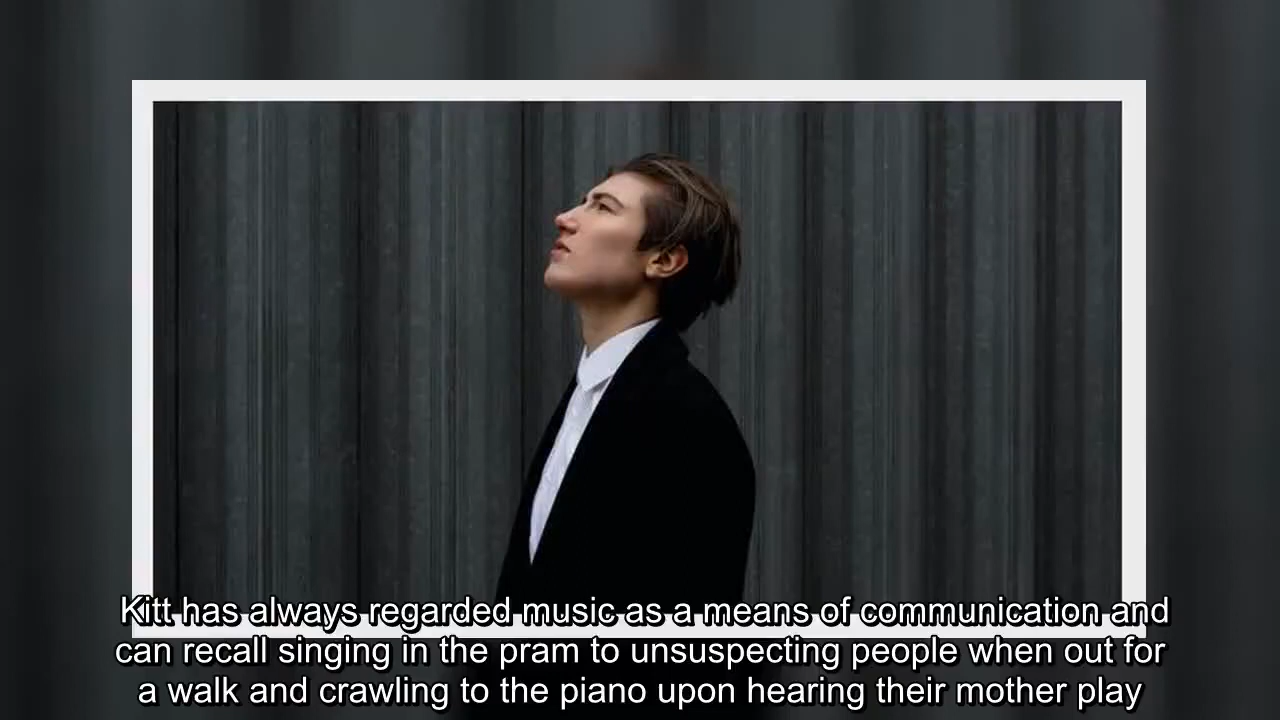 Kitt has always regarded music as a means of communication and
can recall singing in the pram to unsuspecting people when out for
a walk and crawling to the piano upon hearing their mother play